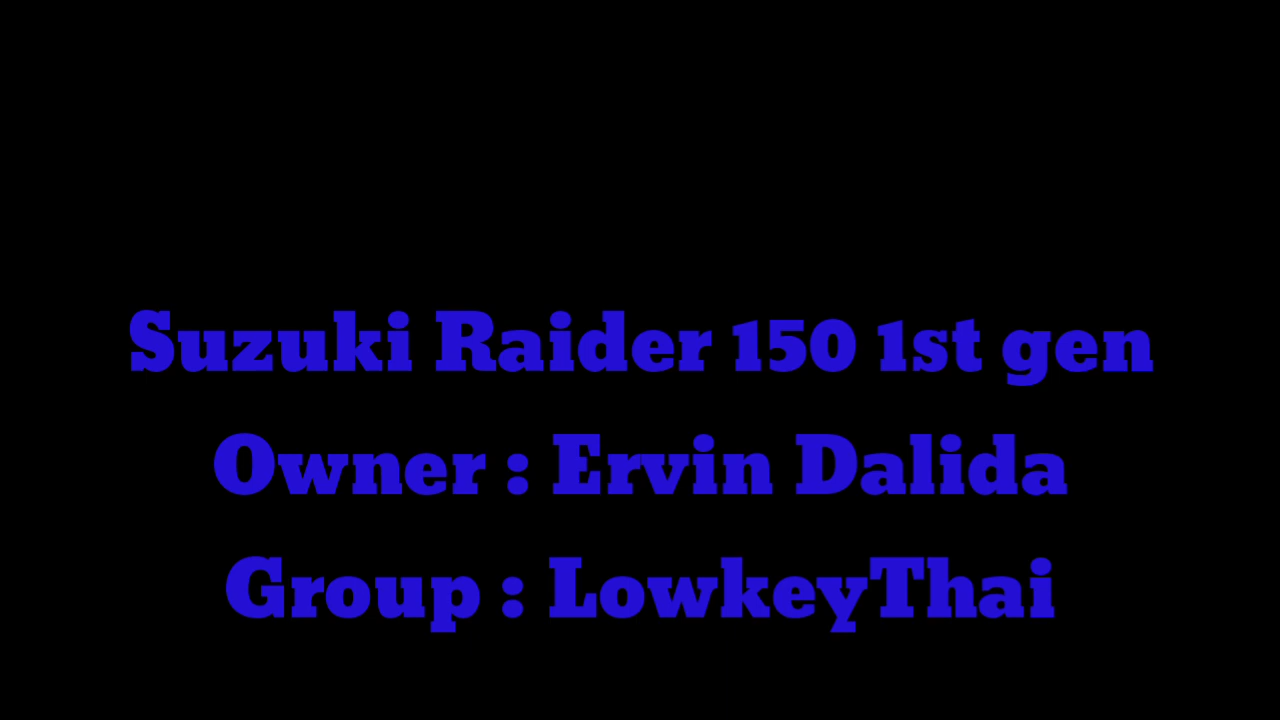 Suzuki Raider 150 1st gen
Owner : Ervin Dalida
Group : LowkeyThai